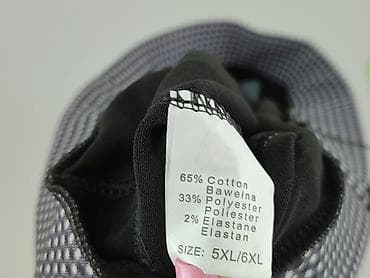 65% Cotton
Bawełna
33% Polyester
Poliester
2% Elastane
Elastan
SIZE: 5XL/6XL